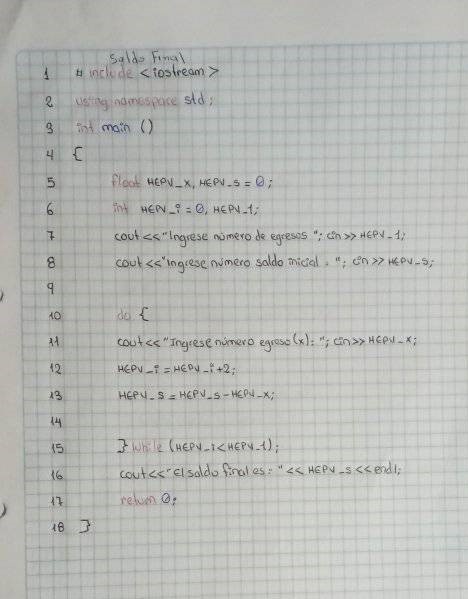 Saldo Final
1 # include <iostream>
2 using namespace std;
3 int main ()
4 {
5 float HEPV_x, HEPV_s = 0;
6 int HEPV_i = 0, HEPV_1;
7 cout << "Ingrese número de egresos "; cin >> HEPV_1;
8 cout << "Ingrese número saldo inicial : "; cin >> HEPV_s;
9
10 do {
11 cout << "Ingrese número egreso (x): "; cin >> HEPV_x;
12 HEPV_i = HEPV_i + 2;
13 HEPV_s = HEPV_s - HEPV_x;
14
15 } while (HEPV_i < HEPV_1);
16 cout << "El saldo final es: " << HEPV_s << endl;
17 return 0;
18 }